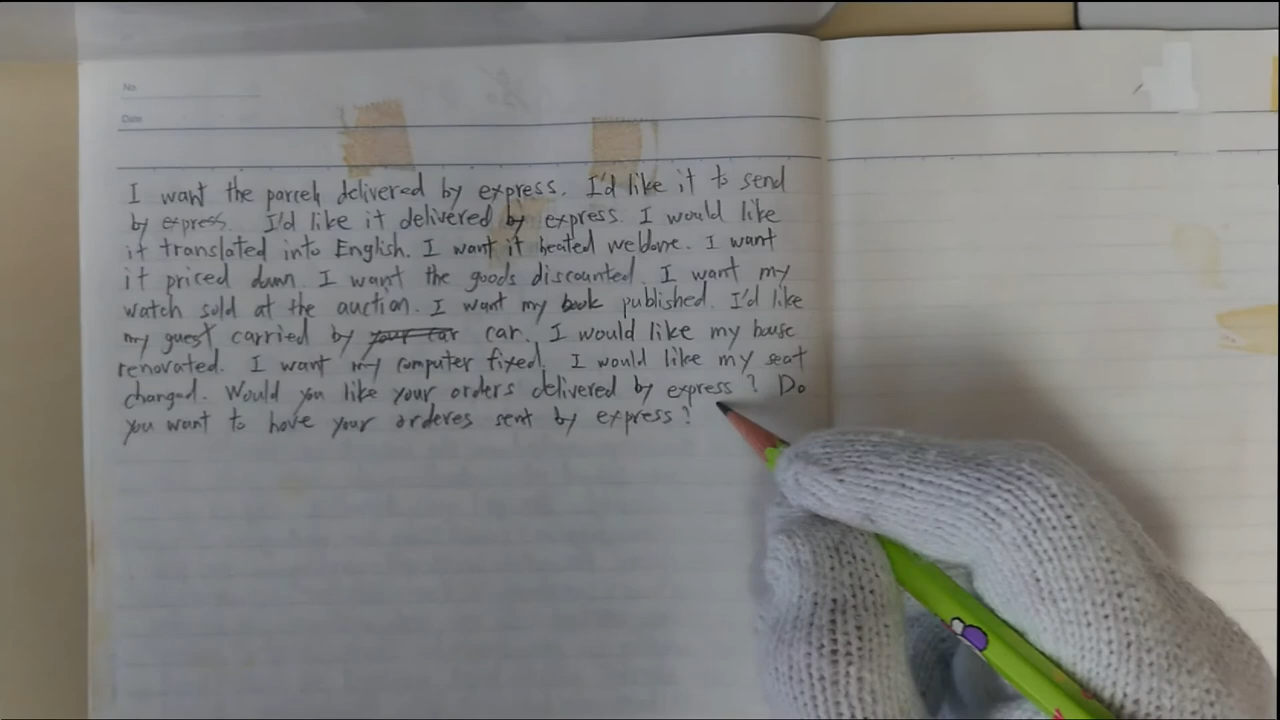 No.
Date
I want the parcel delivered by express. I'd like it to send
by express. I'd like it delivered by express. I would like
it translated into English. I want it heated weldone. I want
it priced down. I want the goods discounted. I want my
watch sold at the auction. I want my book published. I'd like
my guest carried by your car car. I would like my house
renovated. I want my computer fixed. I would like my seat
changed. Would you like your orders delivered by express? Do
you want to have your orderes sent by express?